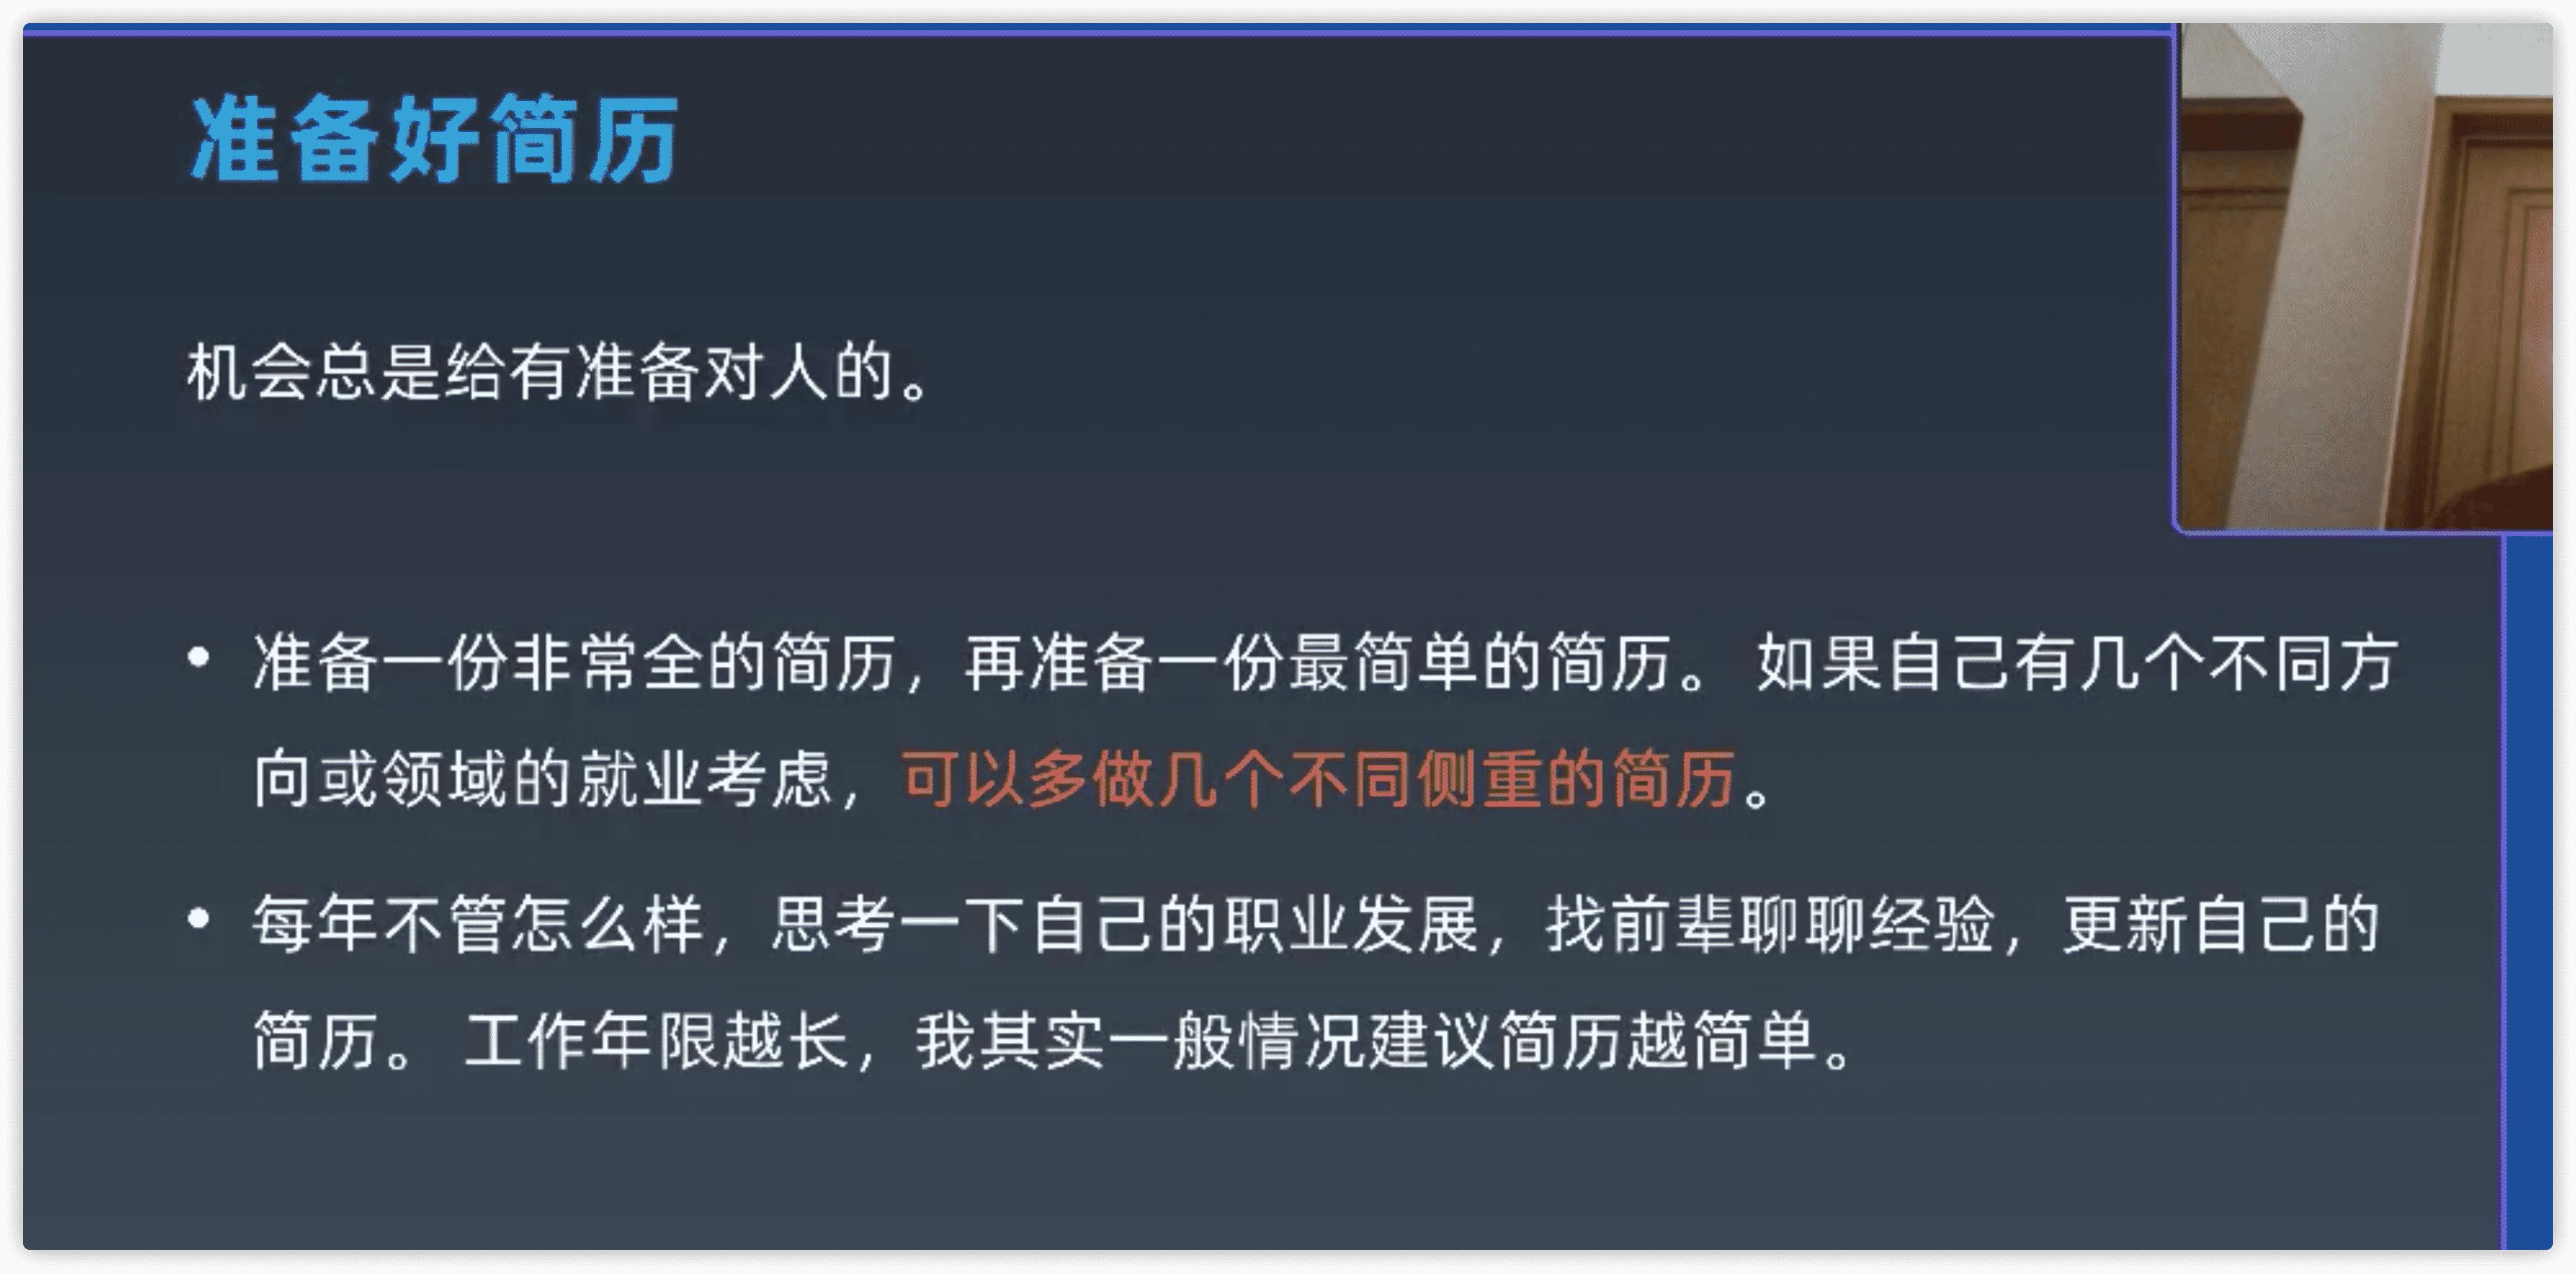 准备好简历
机会总是给有准备对人的。
• 准备一份非常全的简历，再准备一份最简单的简历。 如果自己有几个不同方
向或领域的就业考虑，可以多做几个不同侧重的简历。
• 每年不管怎么样，思考一下自己的职业发展，找前辈聊聊经验，更新自己的
简历。 工作年限越长，我其实一般情况建议简历越简单。